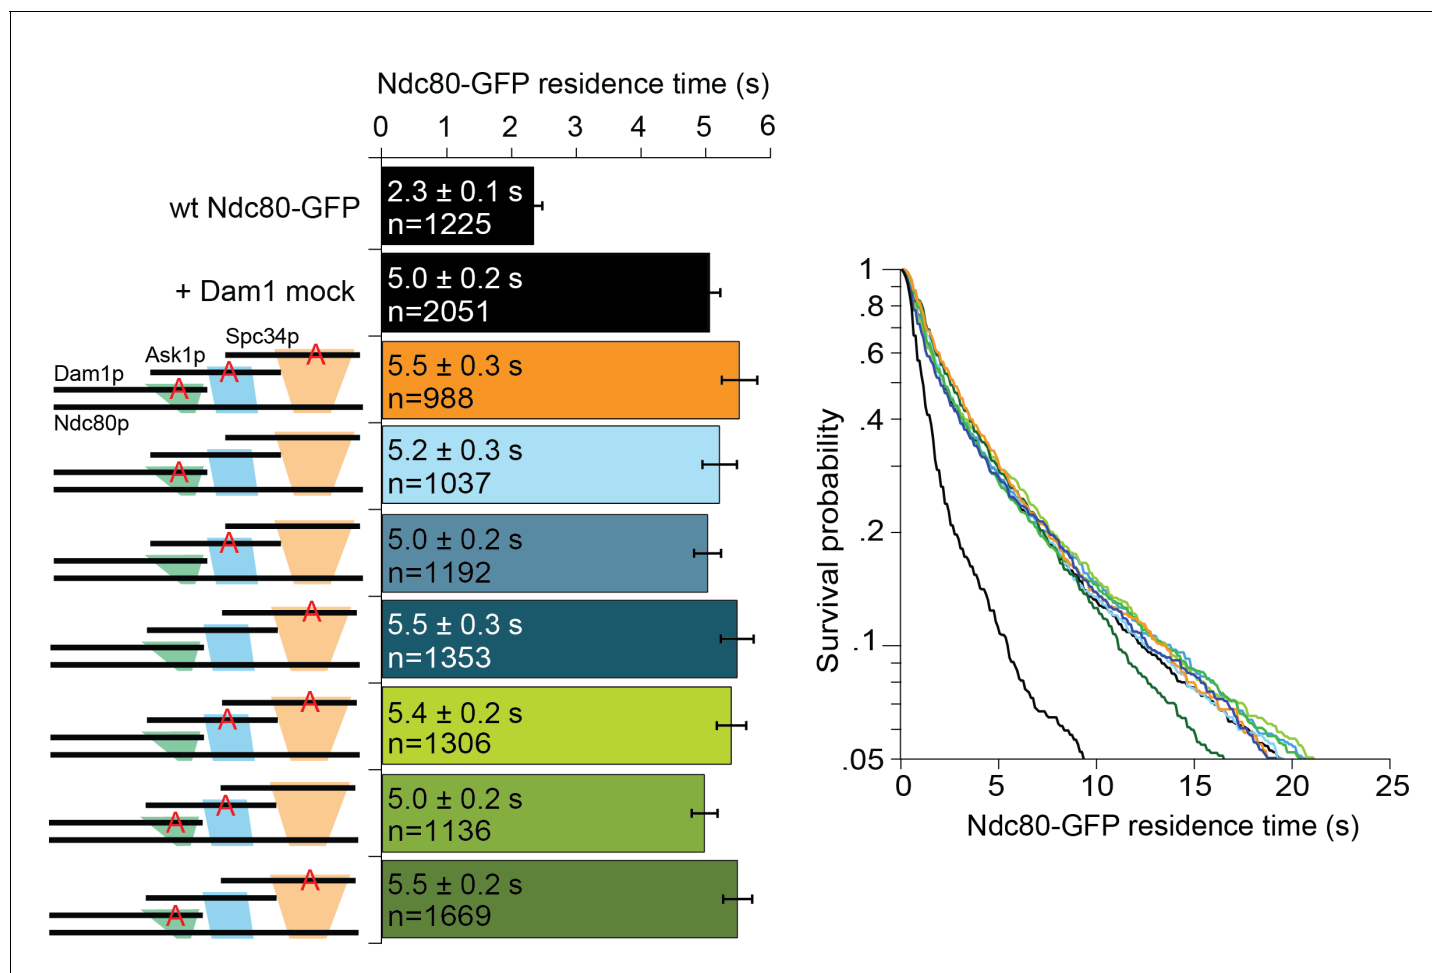 Ndc80-GFP residence time (s)
0 1 2 3 4 5 6
wt Ndc80-GFP
2.3 ± 0.1 s
n=1225
+ Dam1 mock
5.0 ± 0.2 s
n=2051
Spc34p
Ask1p
Dam1p
Ndc80p
A A A
5.5 ± 0.3 s
n=988
A
5.2 ± 0.3 s
n=1037
A
5.0 ± 0.2 s
n=1192
A
5.5 ± 0.3 s
n=1353
A A
5.4 ± 0.2 s
n=1306
A A
5.0 ± 0.2 s
n=1136
A A
5.5 ± 0.2 s
n=1669
Survival probability
1
.8
.6
.4
.2
.1
.05
0 5 10 15 20 25
Ndc80-GFP residence time (s)